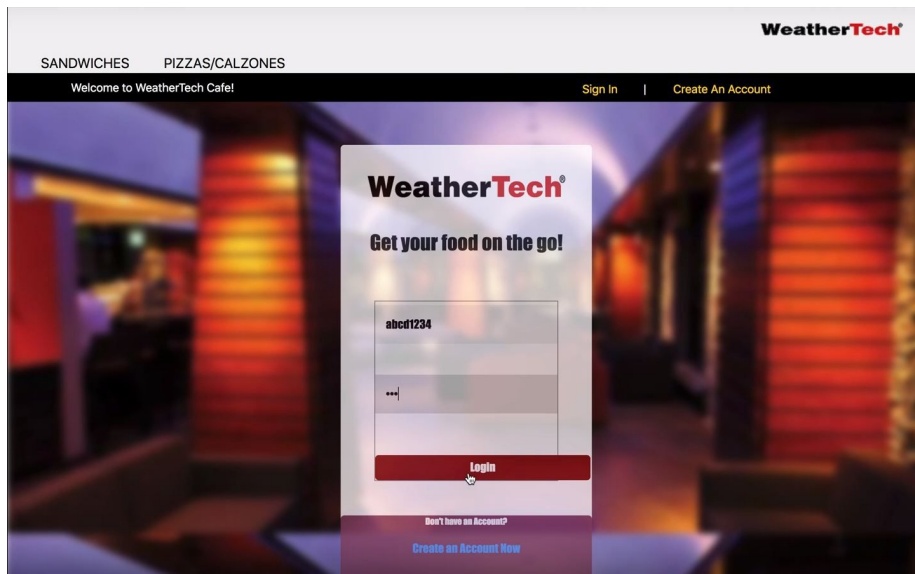 WeatherTech®
SANDWICHES PIZZAS/CALZONES
Welcome to WeatherTech Cafe! Sign In | Create An Account
WeatherTech®
Get your food on the go!
abcd1234
•••
Login
Don't have an Account?
Create an Account Now